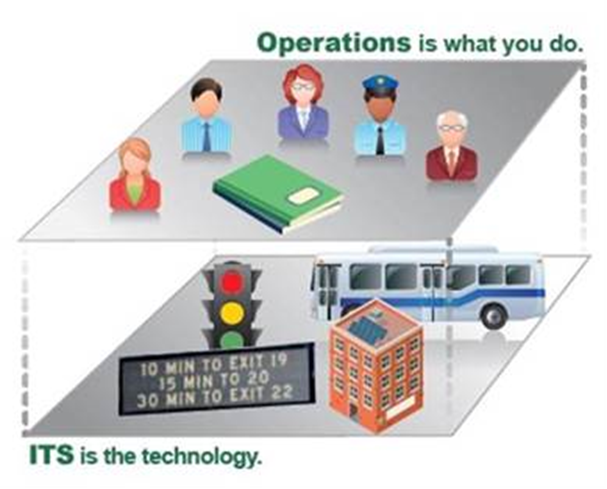 Operations is what you do.
10 MIN TO EXIT 19
15 MIN TO 20
30 MIN TO EXIT 22
ITS is the technology.